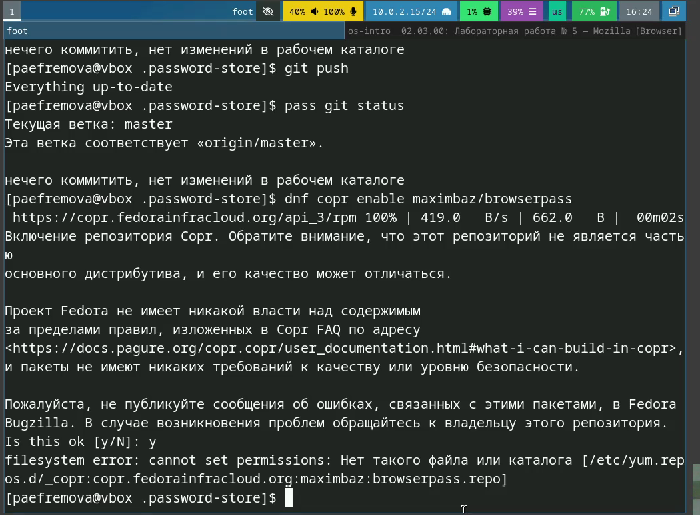 1 foot 40% 100% 10.0.2.15/24 1% 39% us 77% 16:24
foot os-intro 02.03.00: Лабораторная работа № 5 — Mozilla [Browser]
нечего коммитить, нет изменений в рабочем каталоге
[paefremova@vbox .password-store]$ git push
Everything up-to-date
[paefremova@vbox .password-store]$ pass git status
Текущая ветка: master
Эта ветка соответствует «origin/master».
нечего коммитить, нет изменений в рабочем каталоге
[paefremova@vbox .password-store]$ dnf copr enable maximbaz/browserpass
https://copr.fedorainfracloud.org/api_3/rpm 100% | 419.0   B/s | 662.0   B |  00m02s
Включение репозитория Copr. Обратите внимание, что этот репозиторий не является часть
ю
основного дистрибутива, и его качество может отличаться.
Проект Fedora не имеет никакой власти над содержимым
за пределами правил, изложенных в Copr FAQ по адресу
<https://docs.pagure.org/copr.copr/user_documentation.html#what-i-can-build-in-copr>,
и пакеты не имеют никаких требований к качеству или уровню безопасности.
Пожалуйста, не публикуйте сообщения об ошибках, связанных с этими пакетами, в Fedora
Bugzilla. В случае возникновения проблем обращайтесь к владельцу этого репозитория.
Is this ok [y/N]: y
filesystem error: cannot set permissions: Нет такого файла или каталога [/etc/yum.rep
os.d/_copr:copr.fedorainfracloud.org:maximbaz:browserpass.repo]
[paefremova@vbox .password-store]$